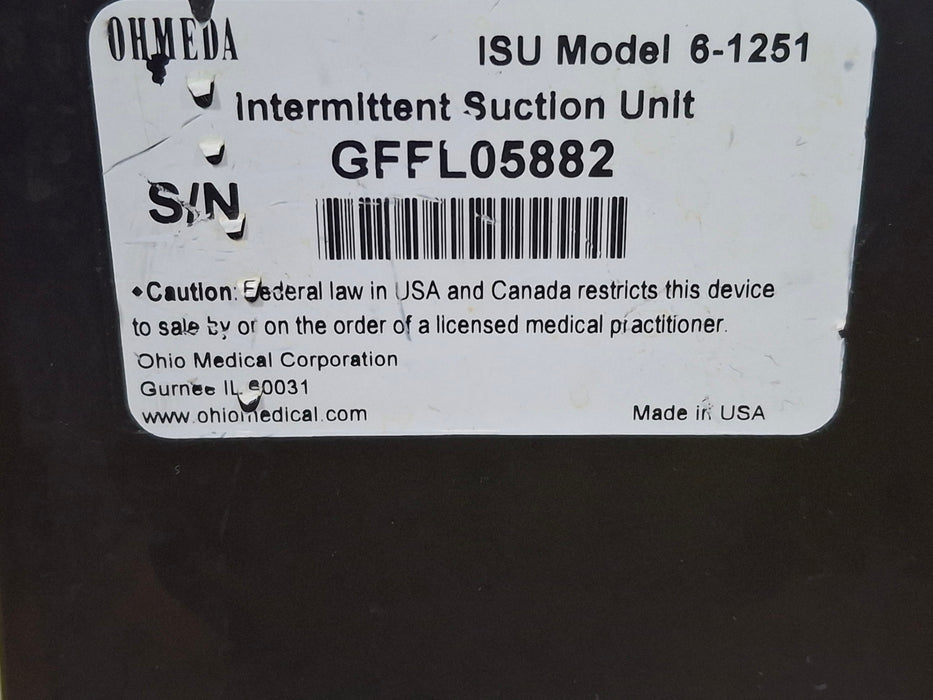 OHMEDA
ISU Model 6-1251
Intermittent Suction Unit
GFFL05882
S/N
•Caution: Federal law in USA and Canada restricts this device
to sale by or on the order of a licensed medical practitioner.
Ohio Medical Corporation
Gurnee IL 60031
www.ohiomedical.com
Made in USA